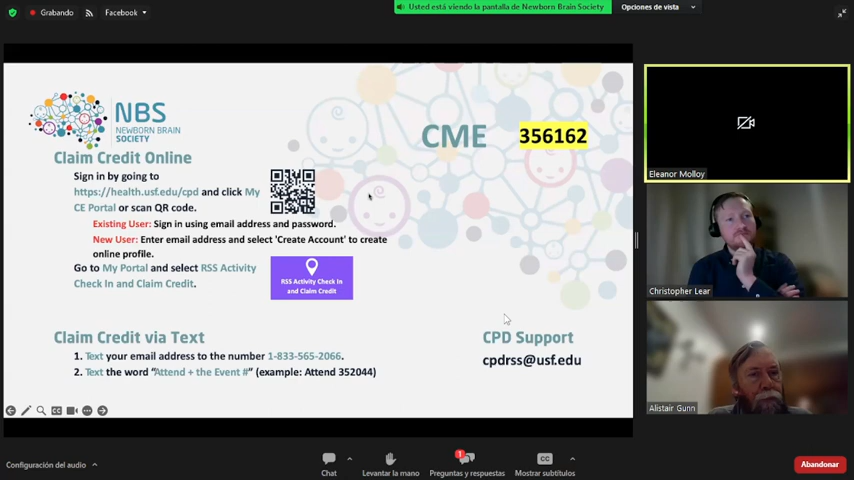 Grabando
Facebook
Usted está viendo la pantalla de Newborn Brain Society
Opciones de vista
NBS
NEWBORN BRAIN
SOCIETY
CME
356162
Claim Credit Online
Sign in by going to
https://health.usf.edu/cpd and click My
CE Portal or scan QR code.
Existing User: Sign in using email address and password.
New User: Enter email address and select 'Create Account' to create
online profile.
Go to My Portal and select RSS Activity
Check In and Claim Credit.
RSS Activity Check In
and Claim Credit
Claim Credit via Text
1. Text your email address to the number 1-833-565-2066.
2. Text the word "Attend + the Event #" (example: Attend 352044)
CPD Support
cpdrss@usf.edu
Eleanor Molloy
Christopher Lear
Alistair Gunn
Configuración del audio
Chat
Levantar la mano
1
Preguntas y respuestas
CC
Mostrar subtítulos
Abandonar